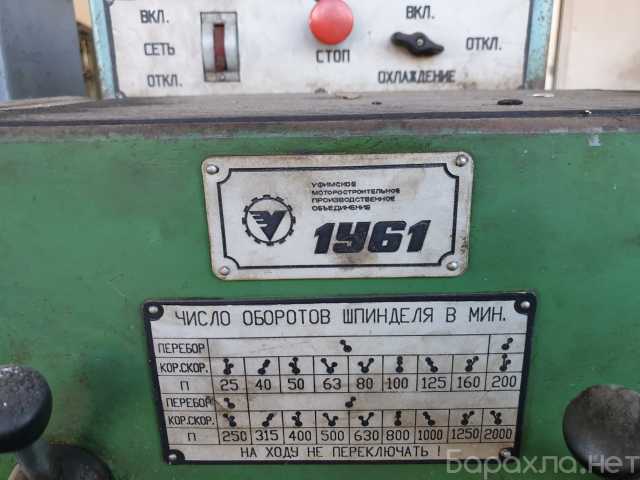 ВКЛ.
СЕТЬ
ОТКЛ.
СТОП
ВКЛ.
ОТКЛ.
ОХЛАЖДЕНИЕ
УФИМСКОЕ
МОТОРОСТРОИТЕЛЬНОЕ
ПРОИЗВОДСТВЕННОЕ
ОБЪЕДИНЕНИЕ
1У61
ЧИСЛО ОБОРОТОВ ШПИНДЕЛЯ В МИН.
ПЕРЕБОР
КОР.СКОР.
П 25 40 50 63 80 100 125 160 200
ПЕРЕБОР
КОР.СКОР.
П 250 315 400 500 630 800 1000 1250 2000
НА ХОДУ НЕ ПЕРЕКЛЮЧАТЬ !
Барахла.нет